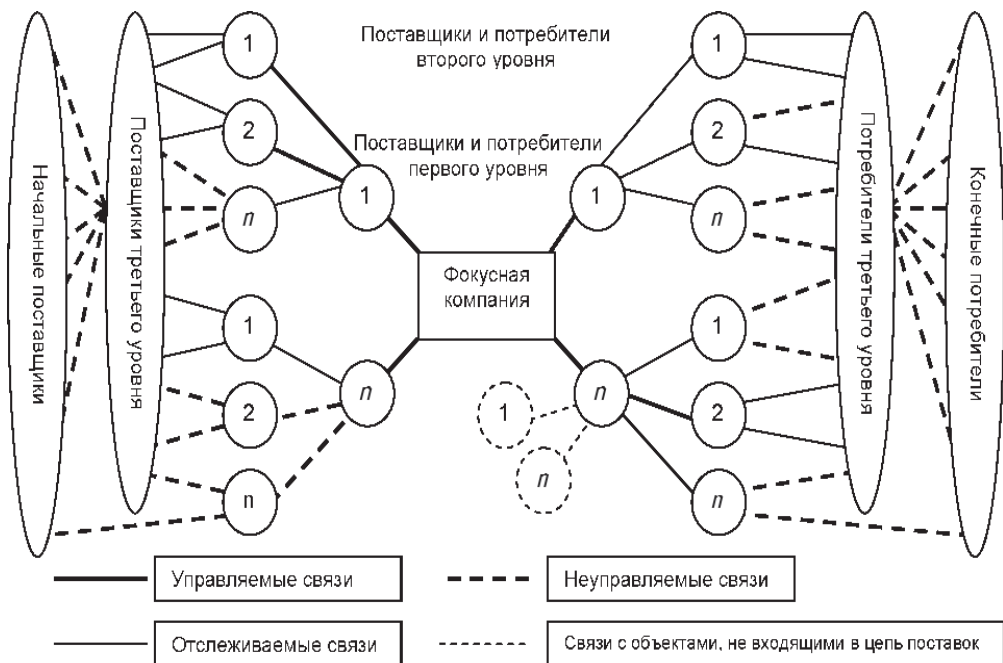 Поставщики и потребители
второго уровня
Поставщики и потребители
первого уровня
Начальные поставщики
Поставщики третьего уровня
1
2
n
1
1
2
n
n
Фокусная
компания
1
n
1
n
1
2
n
1
2
n
Потребители третьего уровня
Конечные потребители
Управляемые связи
Неуправляемые связи
Отслеживаемые связи
Связи с объектами, не входящими в цепь поставок